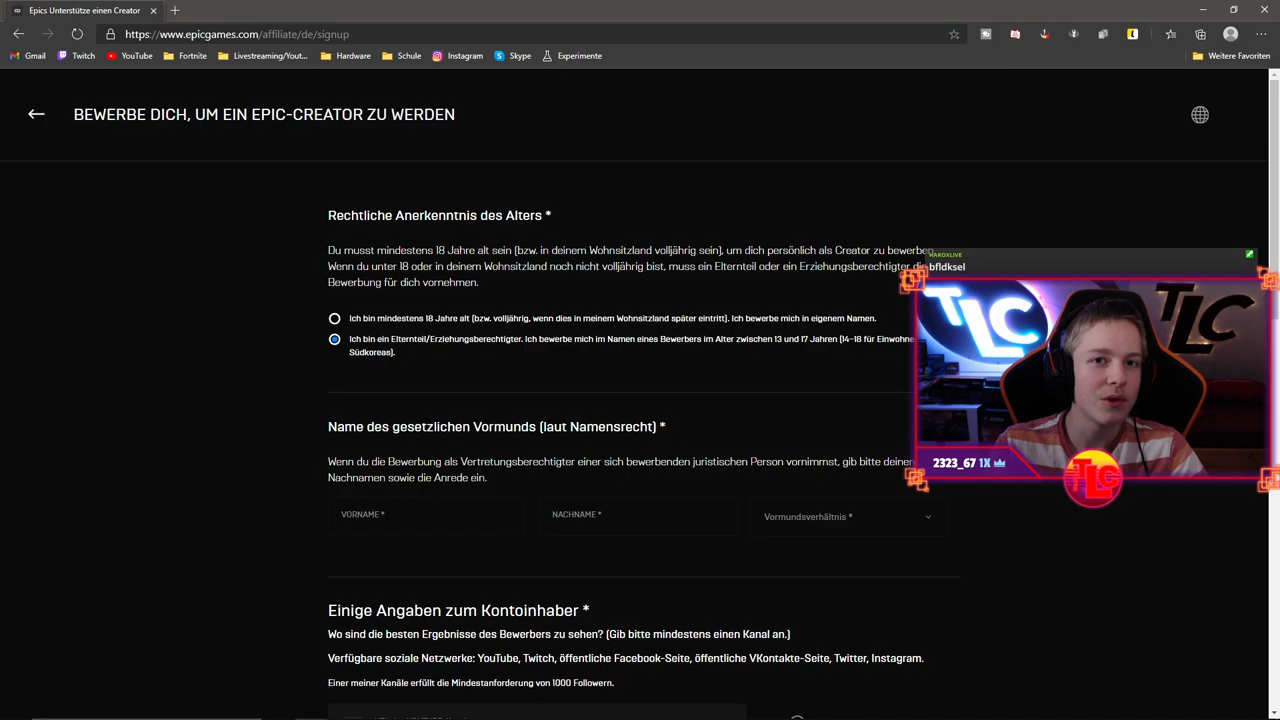 Epics Unterstütze einen Creator
https://www.epicgames.com/affiliate/de/signup
Gmail Twitch YouTube Fortnite Livestreaming/Yout... Hardware Schule Instagram Skype Experimente Weitere Favoriten
BEWERBE DICH, UM EIN EPIC-CREATOR ZU WERDEN
Rechtliche Anerkenntnis des Alters *
Du musst mindestens 18 Jahre alt sein (bzw. in deinem Wohnsitzland volljährig sein), um dich persönlich als Creator zu bewerben.
Wenn du unter 18 oder in deinem Wohnsitzland noch nicht volljährig bist, muss ein Elternteil oder ein Erziehungsberechtigter
Bewerbung für dich vornehmen.
HAROXLIVE
bfldksel
Ich bin mindestens 18 Jahre alt (bzw. volljährig, wenn dies in meinem Wohnsitzland später eintritt). Ich bewerbe mich in eigenem Namen.
Ich bin ein Elternteil/Erziehungsberechtigter. Ich bewerbe mich im Namen eines Bewerbers im Alter zwischen 13 und 17 Jahren (14–18 für Einwohne
Südkoreas).
TLC
TLC
Name des gesetzlichen Vormunds (laut Namensrecht) *
Wenn du die Bewerbung als Vertretungsberechtigter einer sich bewerbenden juristischen Person vornimmst, gib bitte deinen
Nachnamen sowie die Anrede ein.
2323_67 1X
TLC
VORNAME * NACHNAME * Vormundsverhältnis *
Einige Angaben zum Kontoinhaber *
Wo sind die besten Ergebnisse des Bewerbers zu sehen? (Gib bitte mindestens einen Kanal an.)
Verfügbare soziale Netzwerke: YouTube, Twitch, öffentliche Facebook-Seite, öffentliche VKontakte-Seite, Twitter, Instagram.
Einer meiner Kanäle erfüllt die Mindestanforderung von 1000 Followern.